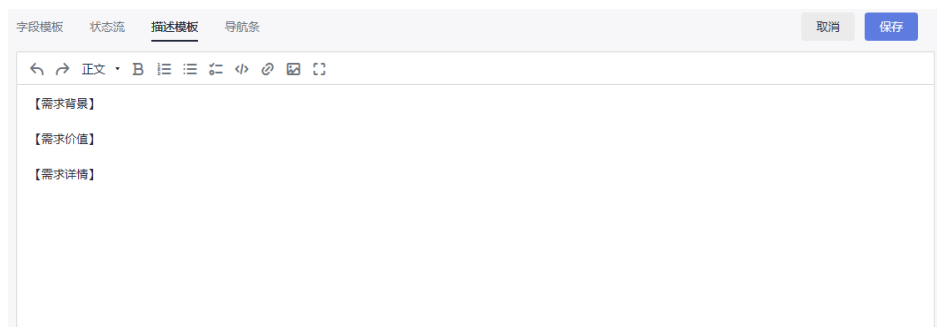 字段模板 状态流 描述模板 导航条 取消 保存
正文
【需求背景】
【需求价值】
【需求详情】